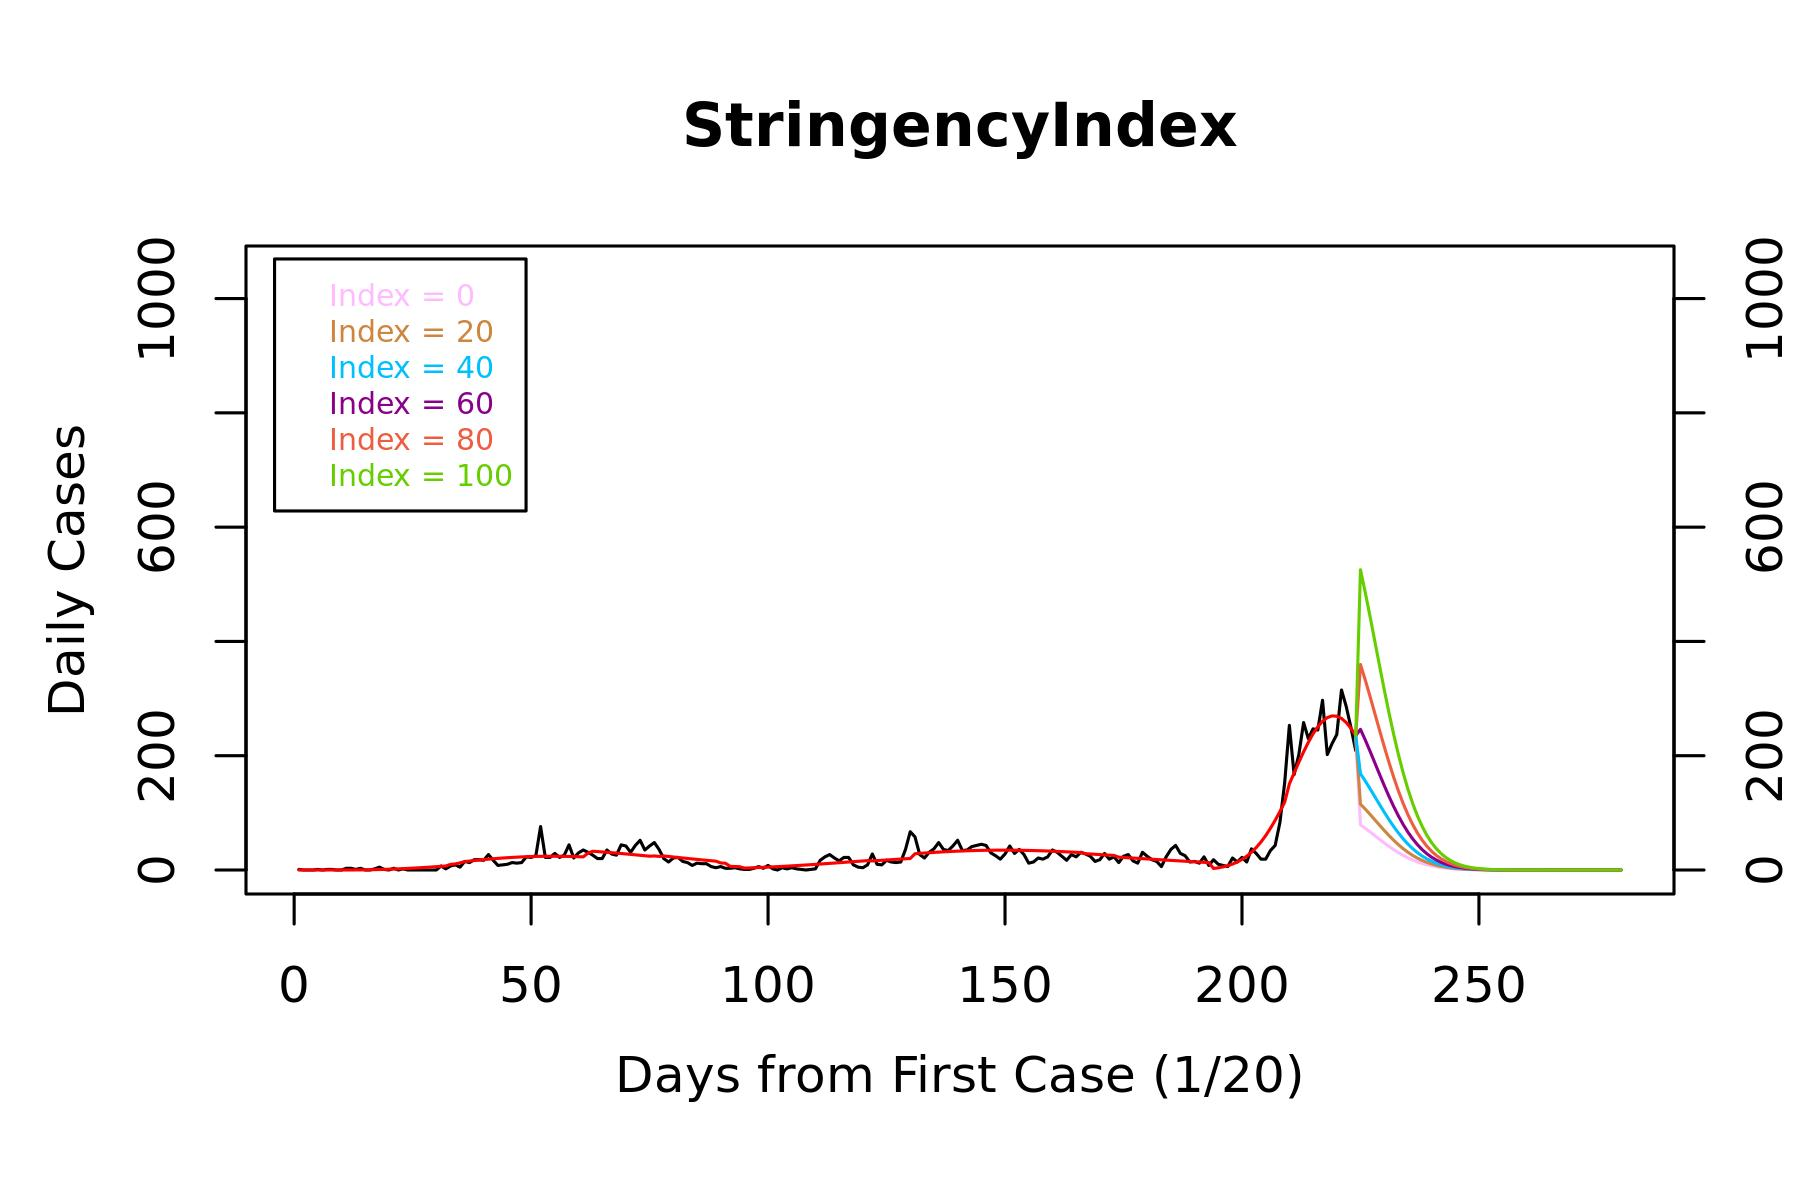 StringencyIndex
Index = 0
Index = 20
Index = 40
Index = 60
Index = 80
Index = 100
Daily Cases
1000
600
200
0
1000
600
200
0
0 50 100 150 200 250
Days from First Case (1/20)